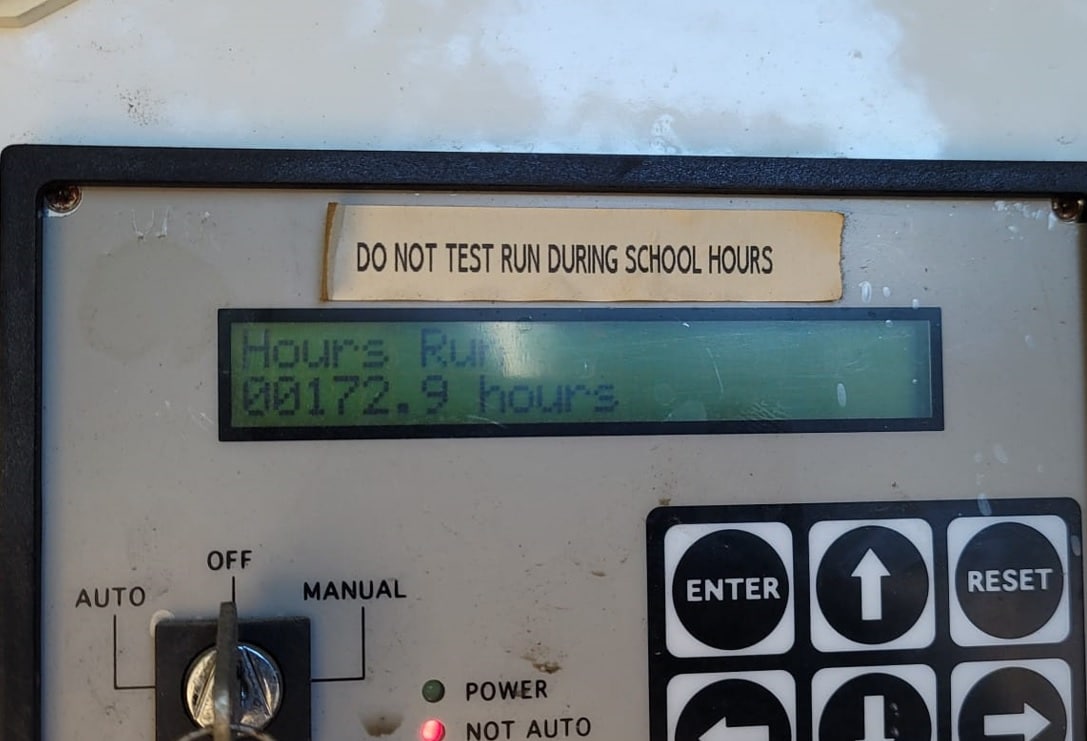 DO NOT TEST RUN DURING SCHOOL HOURS
Hours Run
00172.9 hours
OFF
AUTO
MANUAL
ENTER
RESET
POWER
NOT AUTO